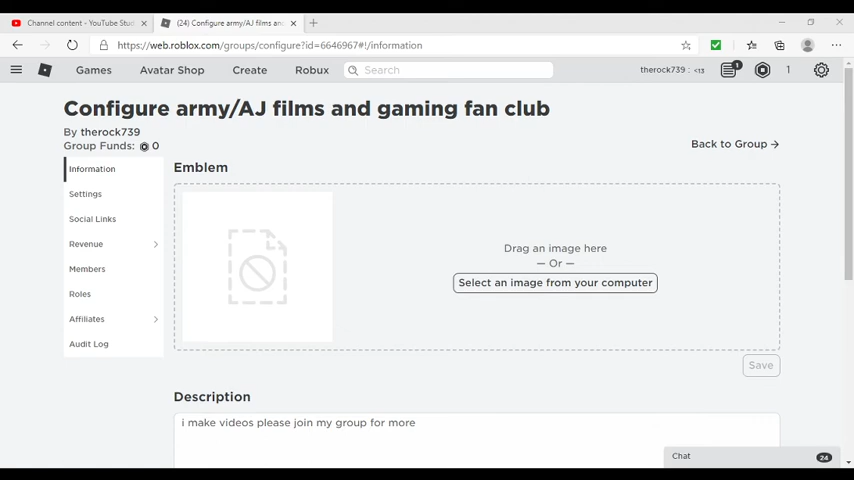 Channel content - YouTube Stud
(24) Configure army/AJ films and
https://web.roblox.com/groups/configure?id=6646967#!/information
Games
Avatar Shop
Create
Robux
Search
therock739 : <13
1
1
Configure army/AJ films and gaming fan club
By therock739
Group Funds: 0
Back to Group →
Information
Settings
Social Links
Revenue
Members
Roles
Affiliates
Audit Log
Emblem
Drag an image here
— Or —
Select an image from your computer
Save
Description
i make videos please join my group for more
Chat
24